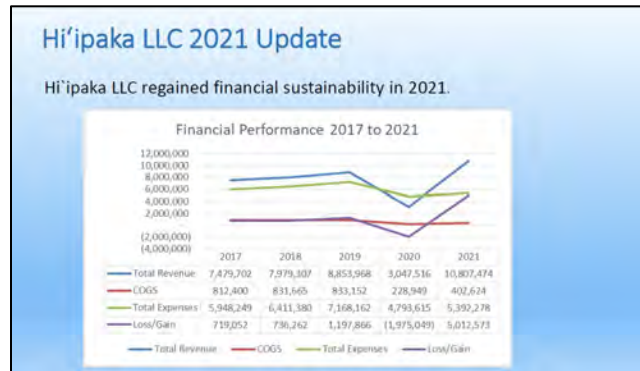 Hiʻipaka LLC 2021 Update
Hi`ipaka LLC regained financial sustainability in 2021.
Financial Performance 2017 to 2021
12,000,000
10,000,000
8,000,000
6,000,000
4,000,000
2,000,000
(2,000,000)
(4,000,000)
2017 2018 2019 2020 2021
Total Revenue 7,479,702 7,979,307 8,853,968 3,047,516 10,807,474
COGS 812,400 831,665 833,152 228,949 402,624
Total Expenses 5,948,249 6,411,380 7,168,162 4,793,615 5,392,278
Loss/Gain 719,052 736,262 1,197,866 (1,975,049) 5,012,573
Total Revenue COGS Total Expenses Loss/Gain